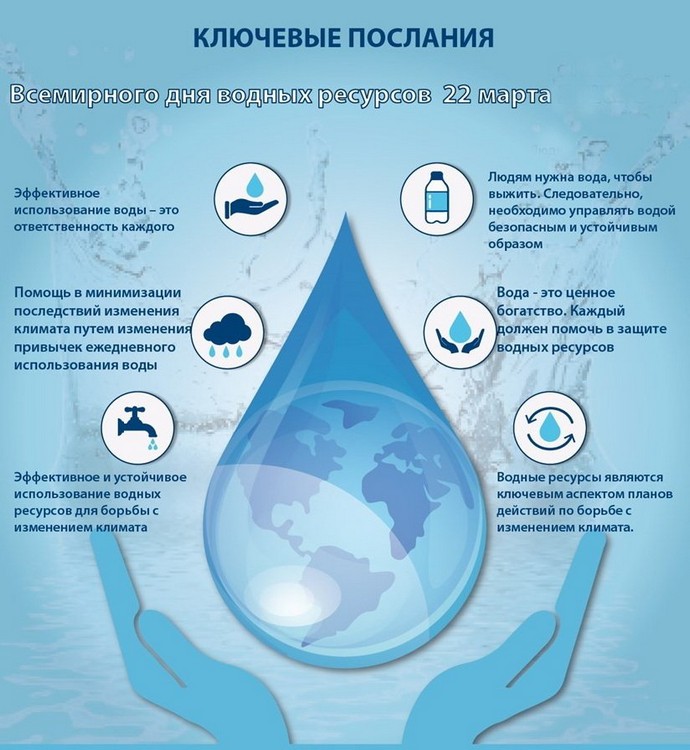 КЛЮЧЕВЫЕ ПОСЛАНИЯ
Всемирного дня водных ресурсов 22 марта
Эффективное
использование воды – это
ответственность каждого
Людям нужна вода, чтобы
выжить. Следовательно,
необходимо управлять водой
безопасным и устойчивым
образом
Помощь в минимизации
последствий изменения
климата путем изменения
привычек ежедневного
использования воды
Вода - это ценное
богатство. Каждый
должен помочь в защите
водных ресурсов
Эффективное и устойчивое
использование водных
ресурсов для борьбы с
изменением климата
Водные ресурсы являются
ключевым аспектом планов
действий по борьбе с
изменением климата.